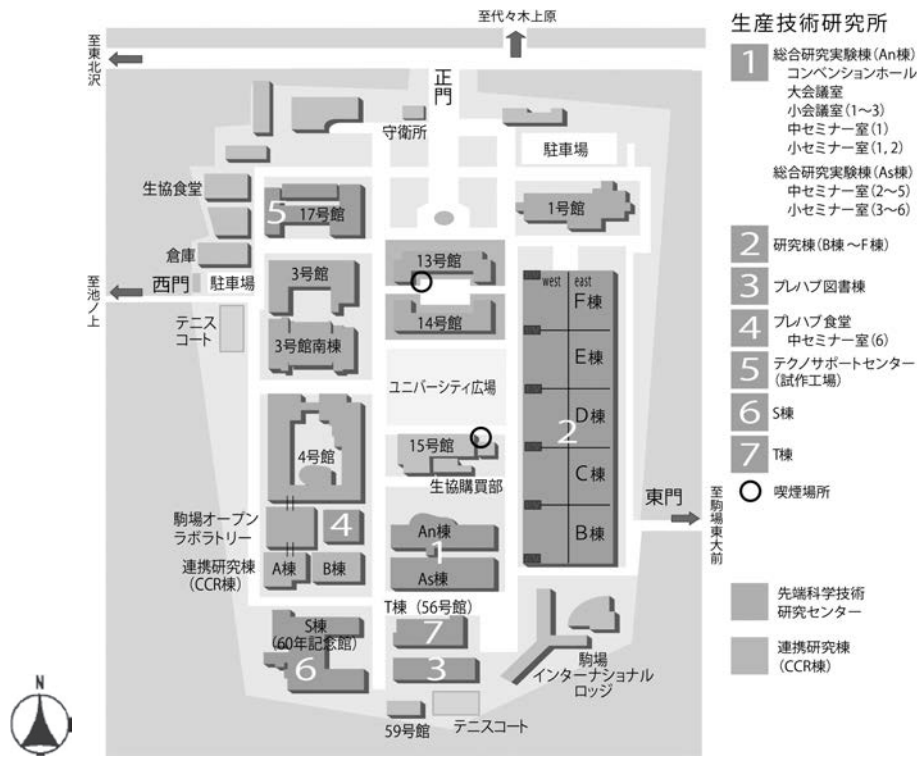 至代々木上原
至東北沢
正門
守衛所
駐車場
生協食堂
5
17号館
1号館
倉庫
西門
駐車場
至池ノ上
3号館
13号館
14号館
west
east
F棟
テニス
コート
3号館南棟
E棟
ユニバーシティ広場
D棟
2
4号館
15号館
生協購買部
C棟
東門
至駒場東大前
駒場オープン
ラボラトリー
4
An棟
1
B棟
連携研究棟
(CCR棟)
A棟
B棟
As棟
T棟(56号館)
S棟
(60年記念館)
7
6
3
駒場
インターナショナル
ロッジ
59号館
テニスコート
N
生産技術研究所
1
総合研究実験棟(An棟)
コンベンションホール
大会議室
小会議室(1〜3)
中セミナー室(1)
小セミナー室(1, 2)
総合研究実験棟(As棟)
中セミナー室(2〜5)
小セミナー室(3〜6)
2 研究棟(B棟〜F棟)
3 プレハブ図書棟
4 プレハブ食堂
中セミナー室(6)
5 テクノサポートセンター
(試作工場)
6 S棟
7 T棟
喫煙場所
先端科学技術
研究センター
連携研究棟
(CCR棟)